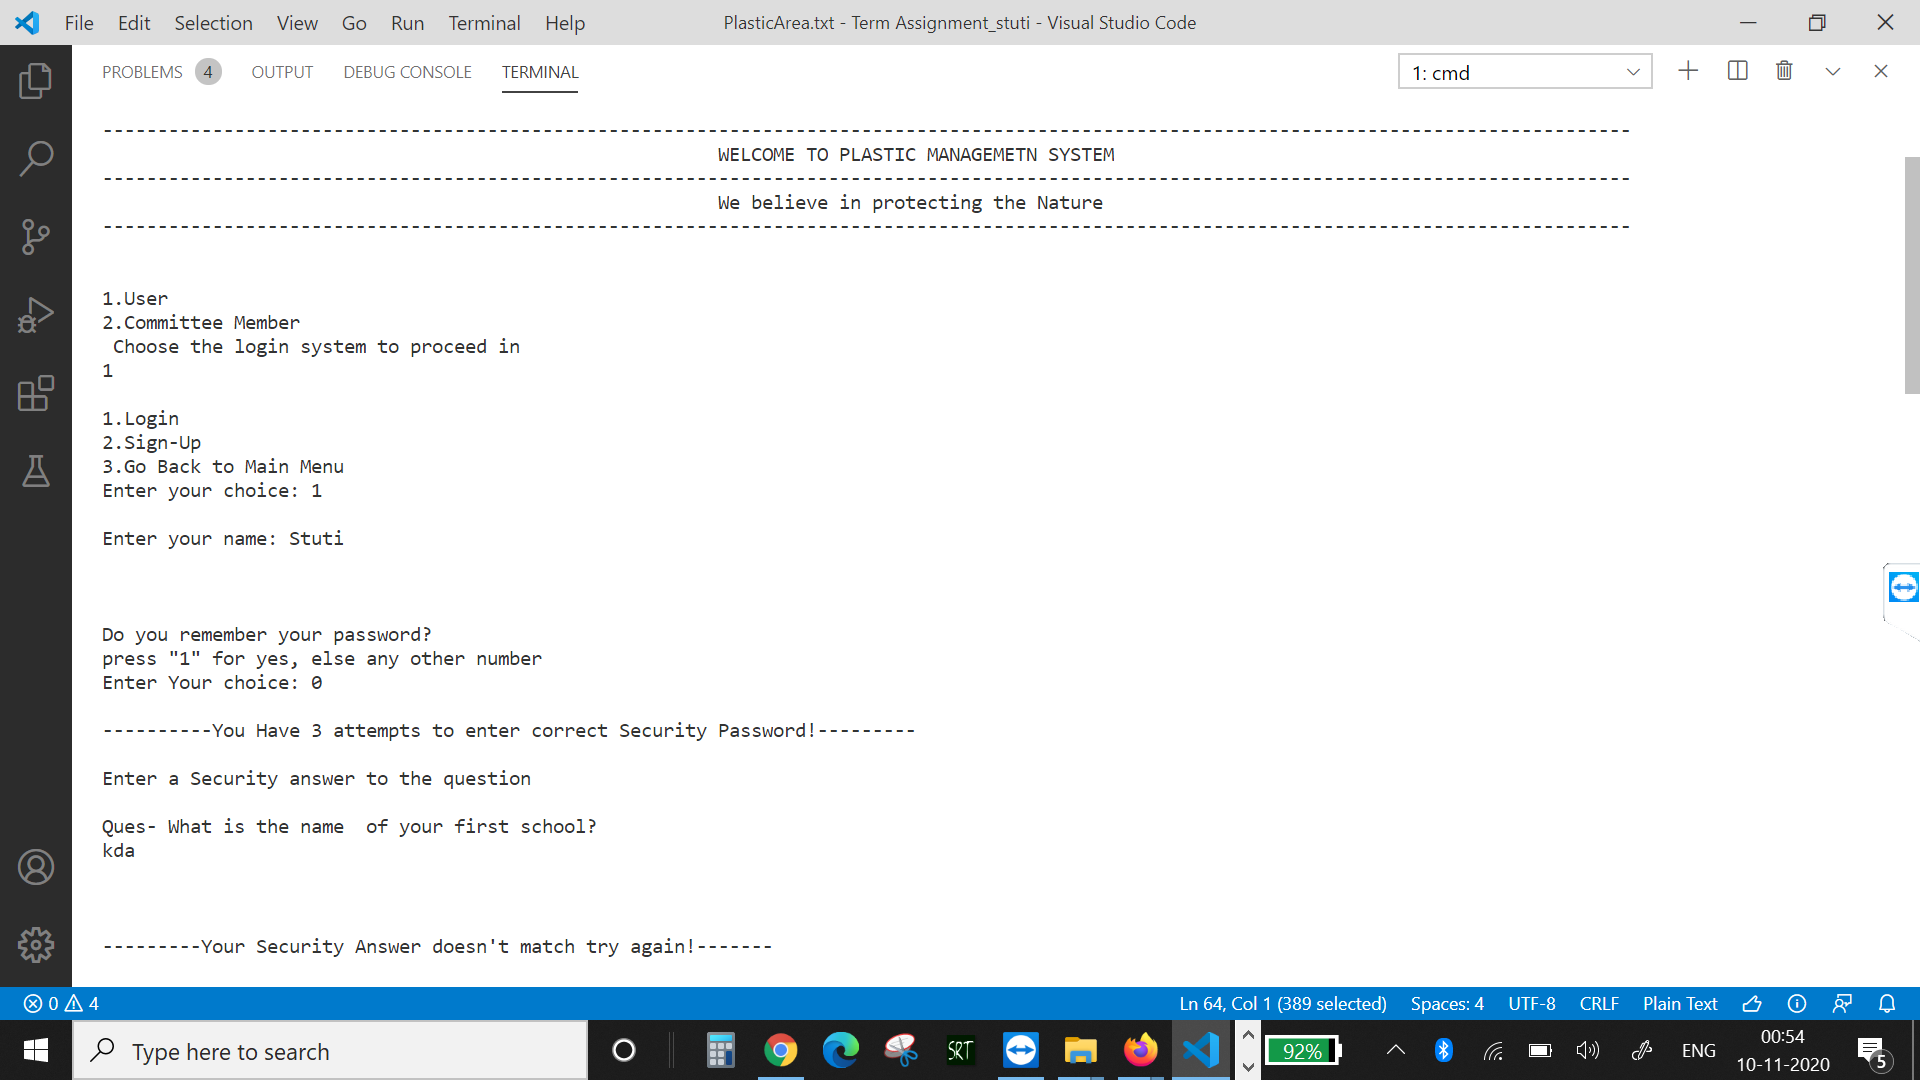 File Edit Selection View Go Run Terminal Help PlasticArea.txt - Term Assignment_stuti - Visual Studio Code
PROBLEMS 4 OUTPUT DEBUG CONSOLE TERMINAL 1: cmd
--------------------------------------------------------------------------------------------------------------------------------------------
WELCOME TO PLASTIC MANAGEMETN SYSTEM
--------------------------------------------------------------------------------------------------------------------------------------------
We believe in protecting the Nature
--------------------------------------------------------------------------------------------------------------------------------------------
1.User
2.Committee Member
Choose the login system to proceed in
1
1.Login
2.Sign-Up
3.Go Back to Main Menu
Enter your choice: 1
Enter your name: Stuti
Do you remember your password?
press "1" for yes, else any other number
Enter Your choice: 0
----------You Have 3 attempts to enter correct Security Password!---------
Enter a Security answer to the question
Ques- What is the name  of your first school?
kda
---------Your Security Answer doesn't match try again!-------
0 4 Ln 64, Col 1 (389 selected) Spaces: 4 UTF-8 CRLF Plain Text
Type here to search SRT 92% ENG 00:54
10-11-2020 5